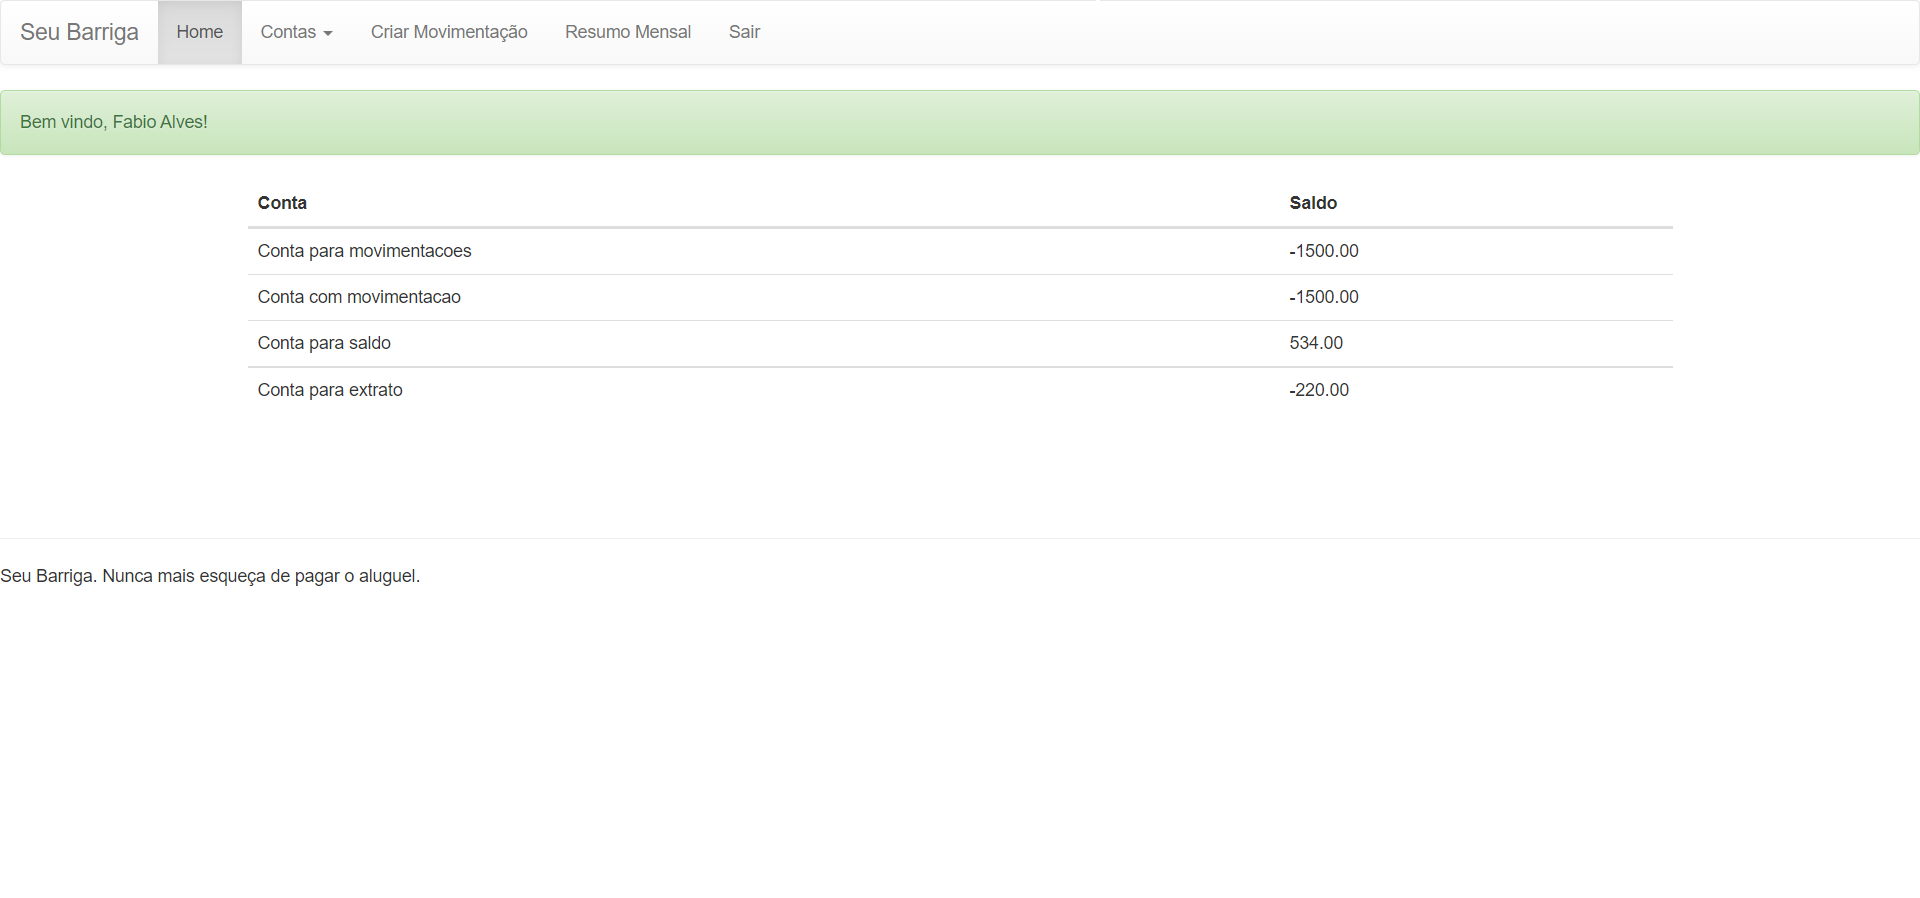 Seu Barriga Home Contas Criar Movimentação Resumo Mensal Sair
Bem vindo, Fabio Alves!
Conta Saldo
Conta para movimentacoes -1500.00
Conta com movimentacao -1500.00
Conta para saldo 534.00
Conta para extrato -220.00
Seu Barriga. Nunca mais esqueça de pagar o aluguel.